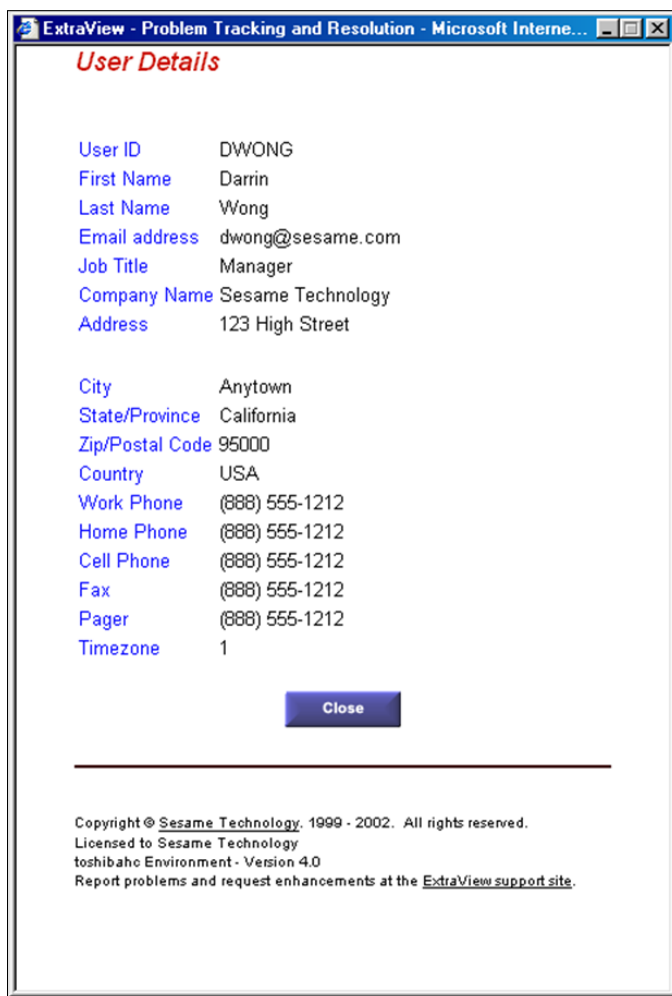 ExtraView - Problem Tracking and Resolution - Microsoft Interne...
User Details
User ID DWONG
First Name Darrin
Last Name Wong
Email address dwong@sesame.com
Job Title Manager
Company Name Sesame Technology
Address 123 High Street
City Anytown
State/Province California
Zip/Postal Code 95000
Country USA
Work Phone (888) 555-1212
Home Phone (888) 555-1212
Cell Phone (888) 555-1212
Fax (888) 555-1212
Pager (888) 555-1212
Timezone 1
Close
Copyright © Sesame Technology. 1999 - 2002. All rights reserved.
Licensed to Sesame Technology
toshibahc Environment - Version 4.0
Report problems and request enhancements at the ExtraView support site.